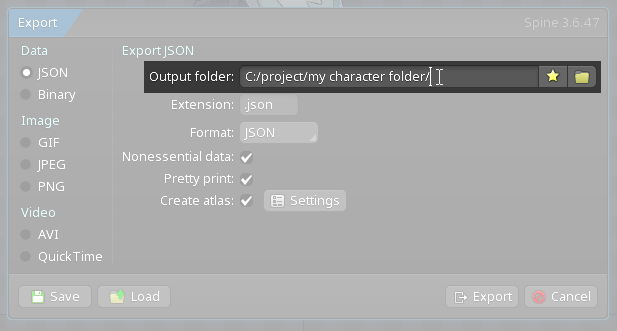 Export
Spine 3.6.47
Data
JSON
Binary
Image
GIF
JPEG
PNG
Video
AVI
QuickTime
Export JSON
Output folder: C:/project/my character folder/
Extension: .json
Format: JSON
Nonessential data:
Pretty print:
Create atlas: Settings
Save
Load
Export
Cancel